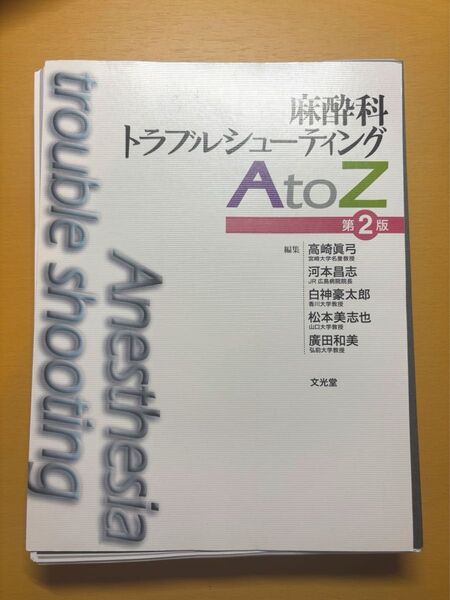 麻酔科
トラブルシューティング
AtoZ
第2版
編集
高崎眞弓
宮崎大学名誉教授
河本昌志
JR広島病院院長
白神豪太郎
香川大学教授
松本美志也
山口大学教授
廣田和美
弘前大学教授
文光堂
Anesthesia
trouble shooting